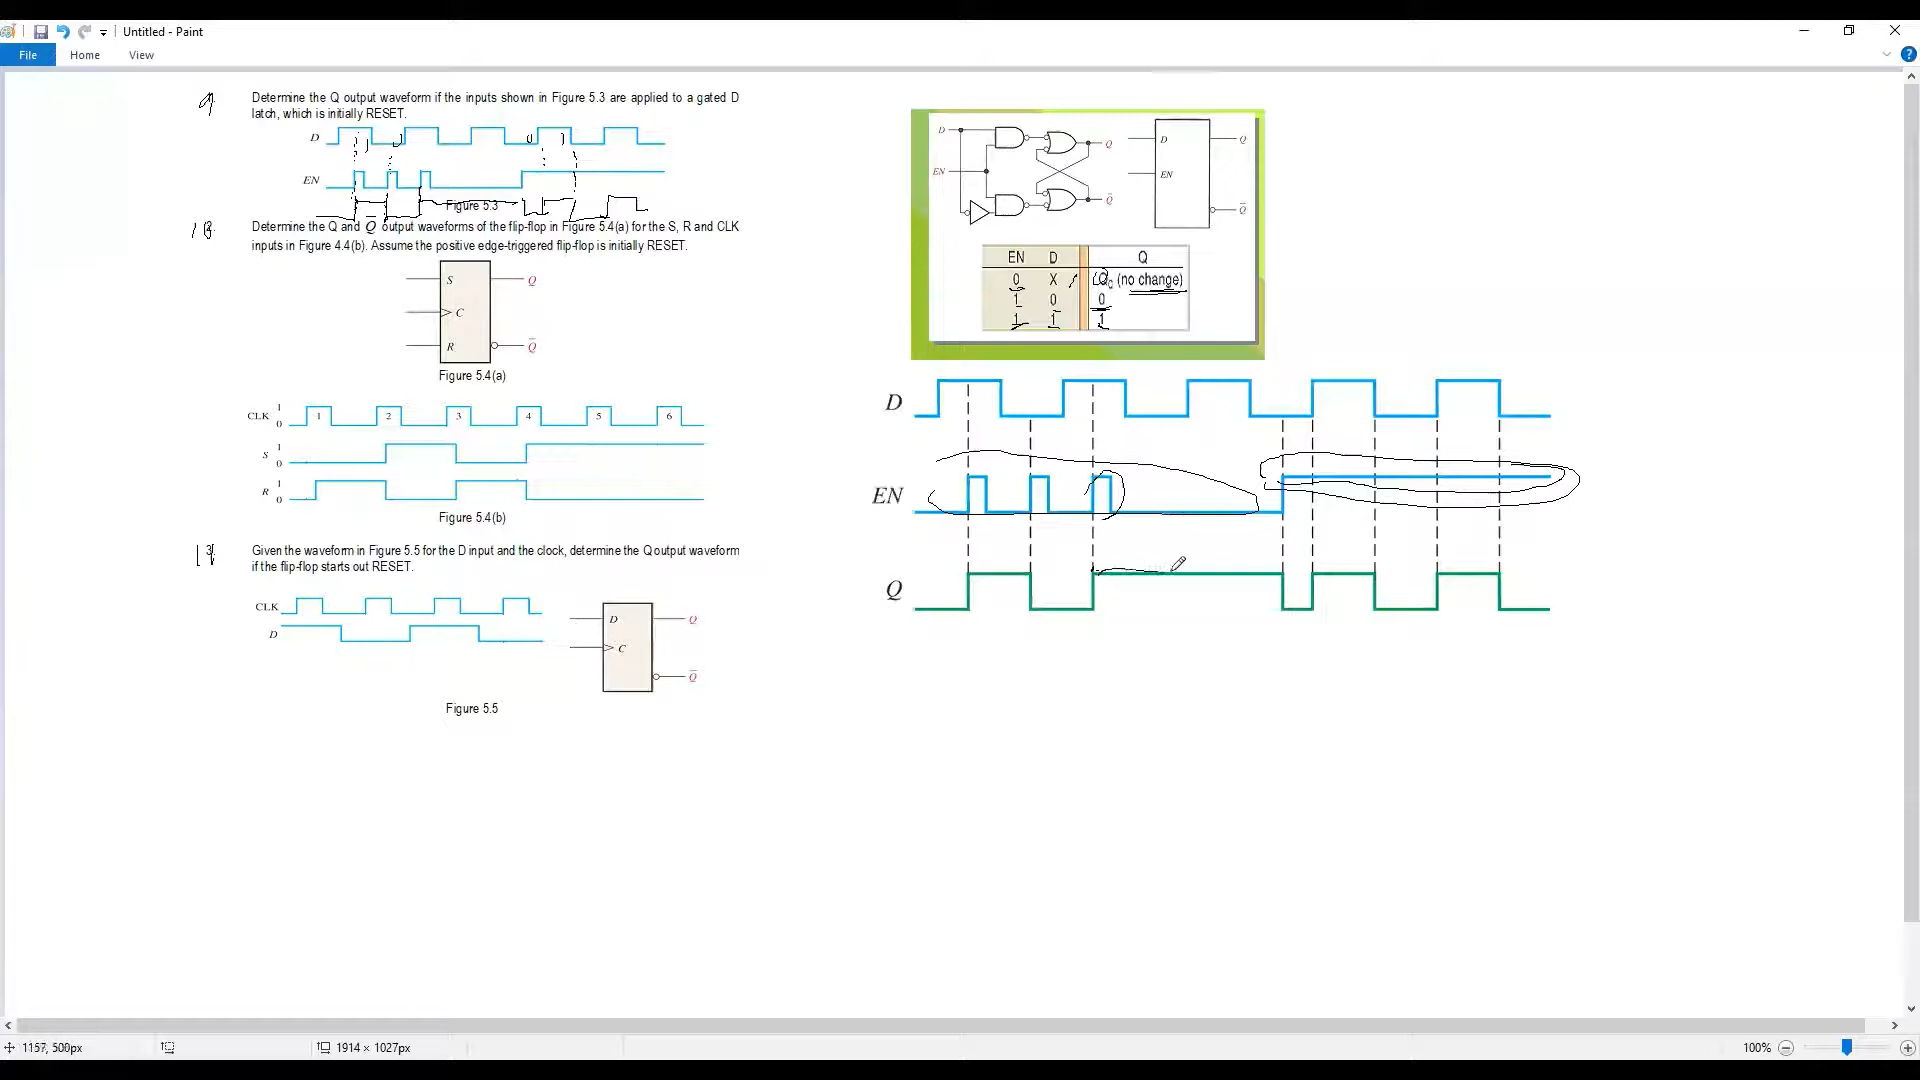 Untitled - Paint
File Home View
9
Determine the Q output waveform if the inputs shown in Figure 5.3 are applied to a gated D
latch, which is initially RESET.
D
EN
Figure 5.3
Determine the Q and Q̅ output waveforms of the flip-flop in Figure 5.4(a) for the S, R and CLK
inputs in Figure 4.4(b). Assume the positive edge-triggered flip-flop is initially RESET.
S Q
C
R Q̅
Figure 5.4(a)
CLK 1 0 1 2 3 4 5 6
S 1 0
R 1 0
Figure 5.4(b)
Given the waveform in Figure 5.5 for the D input and the clock, determine the Q output waveform
if the flip-flop starts out RESET.
CLK
D
D Q
C
Q̅
Figure 5.5
D Q
EN
Q̅
D Q
EN
Q̅
EN D Q
0 X Q₀ (no change)
1 0 0
1 1 1
D
EN
Q
1157, 500px
1914 × 1027px
100%